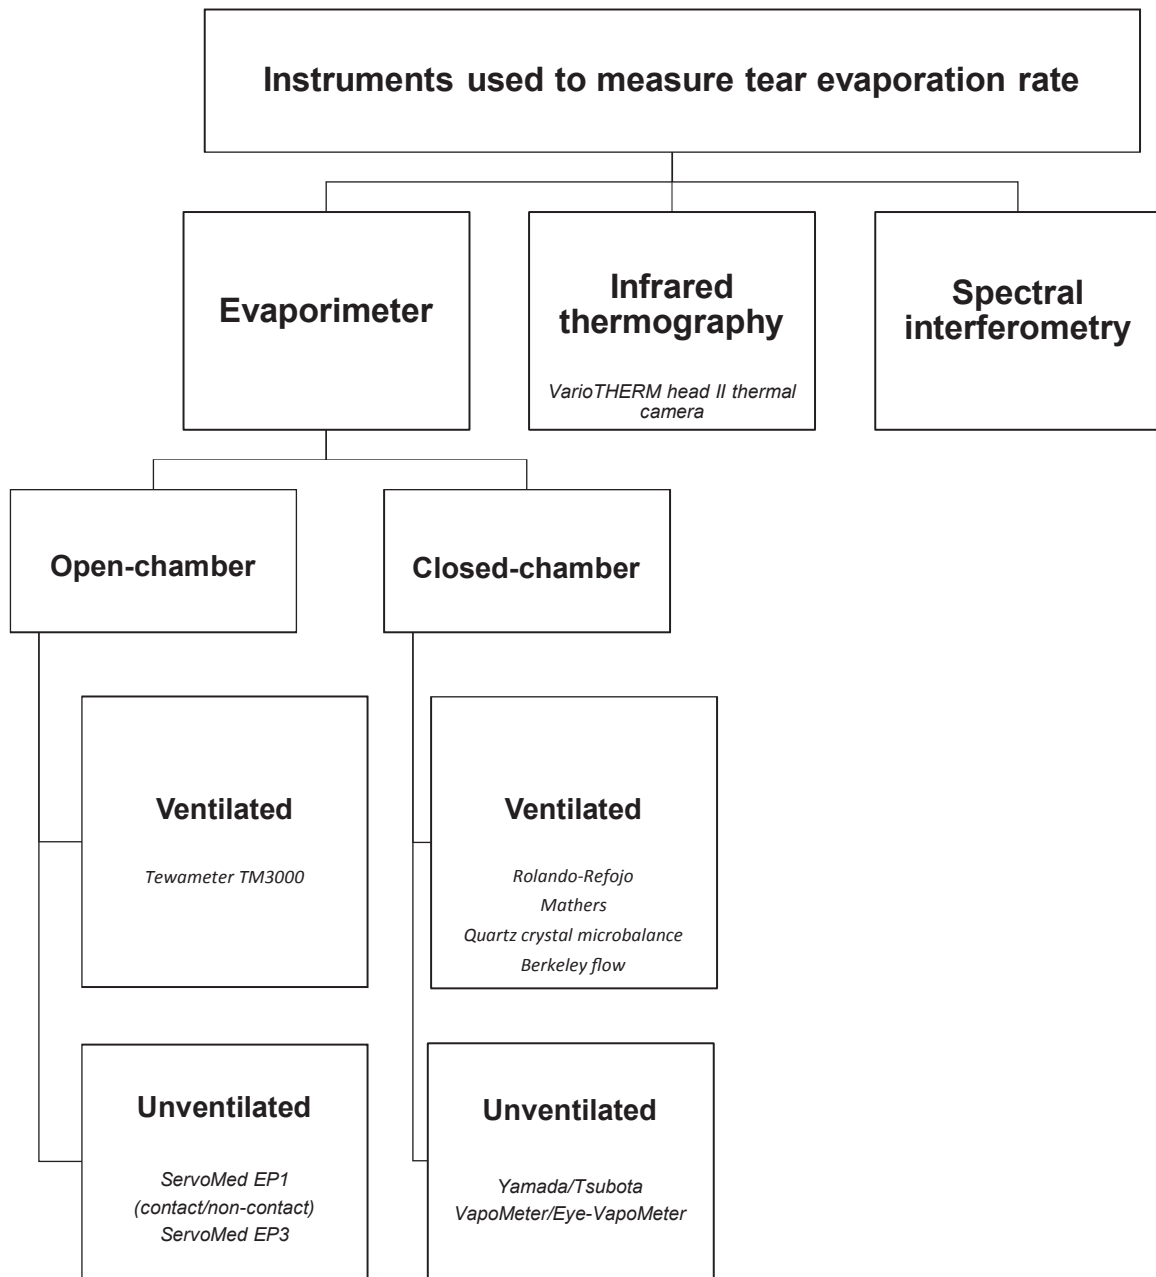 Instruments used to measure tear evaporation rate
Evaporimeter
Infrared
thermography
VarioTHERM head II thermal
camera
Spectral
interferometry
Open-chamber
Closed-chamber
Ventilated
Tewameter TM3000
Ventilated
Rolando-Refojo
Mathers
Quartz crystal microbalance
Berkeley flow
Unventilated
ServoMed EP1
(contact/non-contact)
ServoMed EP3
Unventilated
Yamada/Tsubota
VapoMeter/Eye-VapoMeter